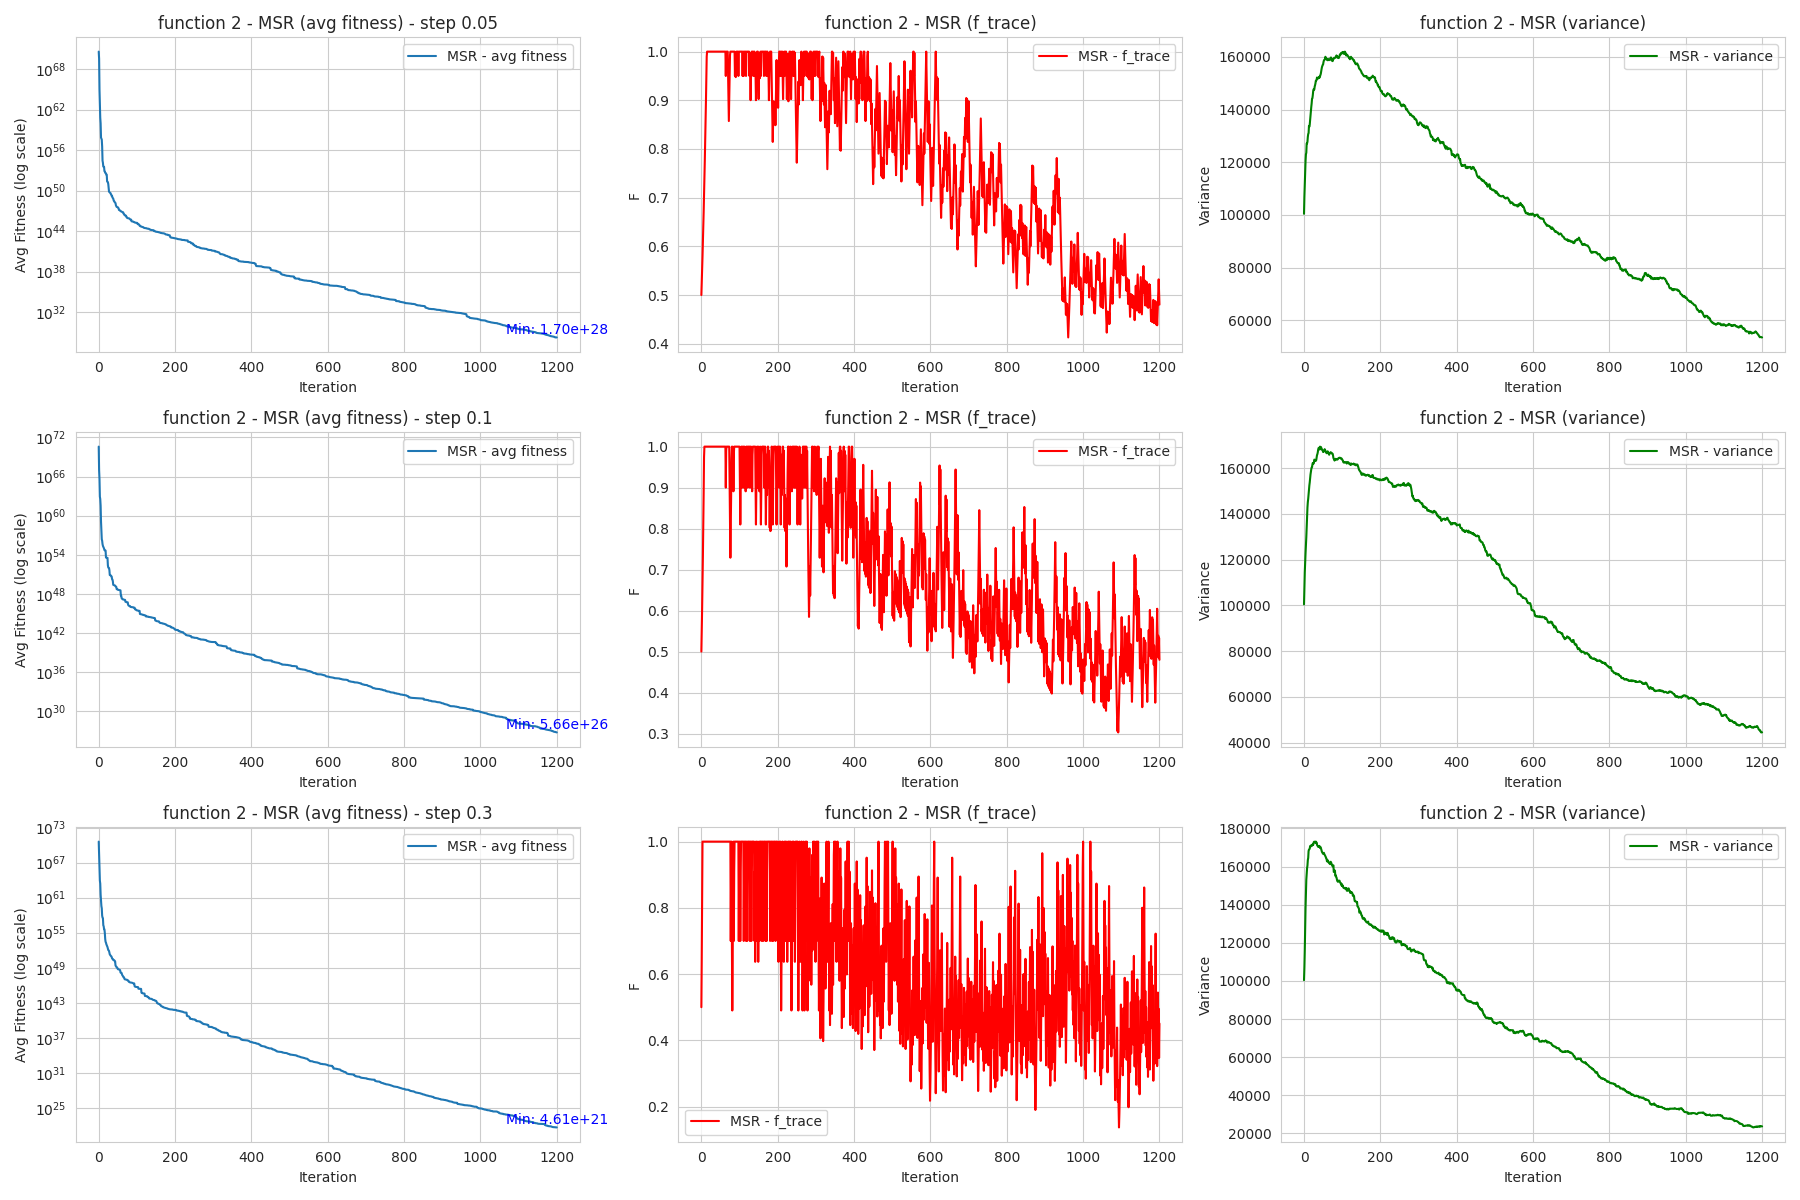 function 2 - MSR (avg fitness) - step 0.05
MSR - avg fitness
Avg Fitness (log scale)
10^68
10^62
10^56
10^50
10^44
10^38
10^32
Min: 1.70e+28
0 200 400 600 800 1000 1200
Iteration
function 2 - MSR (f_trace)
MSR - f_trace
F
1.0
0.9
0.8
0.7
0.6
0.5
0.4
0 200 400 600 800 1000 1200
Iteration
function 2 - MSR (variance)
MSR - variance
Variance
160000
140000
120000
100000
80000
60000
0 200 400 600 800 1000 1200
Iteration
function 2 - MSR (avg fitness) - step 0.1
MSR - avg fitness
Avg Fitness (log scale)
10^72
10^66
10^60
10^54
10^48
10^42
10^36
10^30
Min: 5.66e+26
0 200 400 600 800 1000 1200
Iteration
function 2 - MSR (f_trace)
MSR - f_trace
F
1.0
0.9
0.8
0.7
0.6
0.5
0.4
0.3
0 200 400 600 800 1000 1200
Iteration
function 2 - MSR (variance)
MSR - variance
Variance
160000
140000
120000
100000
80000
60000
40000
0 200 400 600 800 1000 1200
Iteration
function 2 - MSR (avg fitness) - step 0.3
MSR - avg fitness
Avg Fitness (log scale)
10^73
10^67
10^61
10^55
10^49
10^43
10^37
10^31
10^25
Min: 4.61e+21
0 200 400 600 800 1000 1200
Iteration
function 2 - MSR (f_trace)
F
1.0
0.8
0.6
0.4
0.2
MSR - f_trace
0 200 400 600 800 1000 1200
Iteration
function 2 - MSR (variance)
MSR - variance
Variance
180000
160000
140000
120000
100000
80000
60000
40000
20000
0 200 400 600 800 1000 1200
Iteration